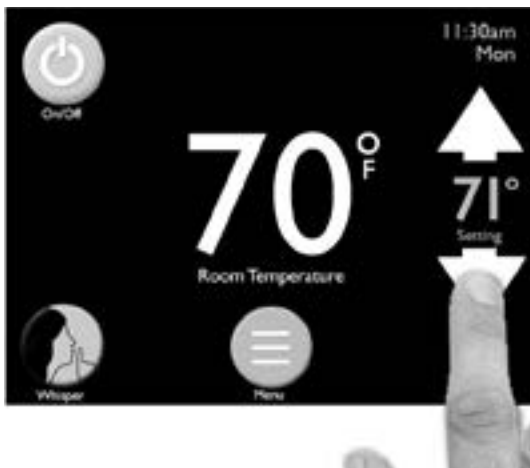 11:30am
Mon
On/Off
70°
F
71°
Setting
Room Temperature
Whisper
Menu